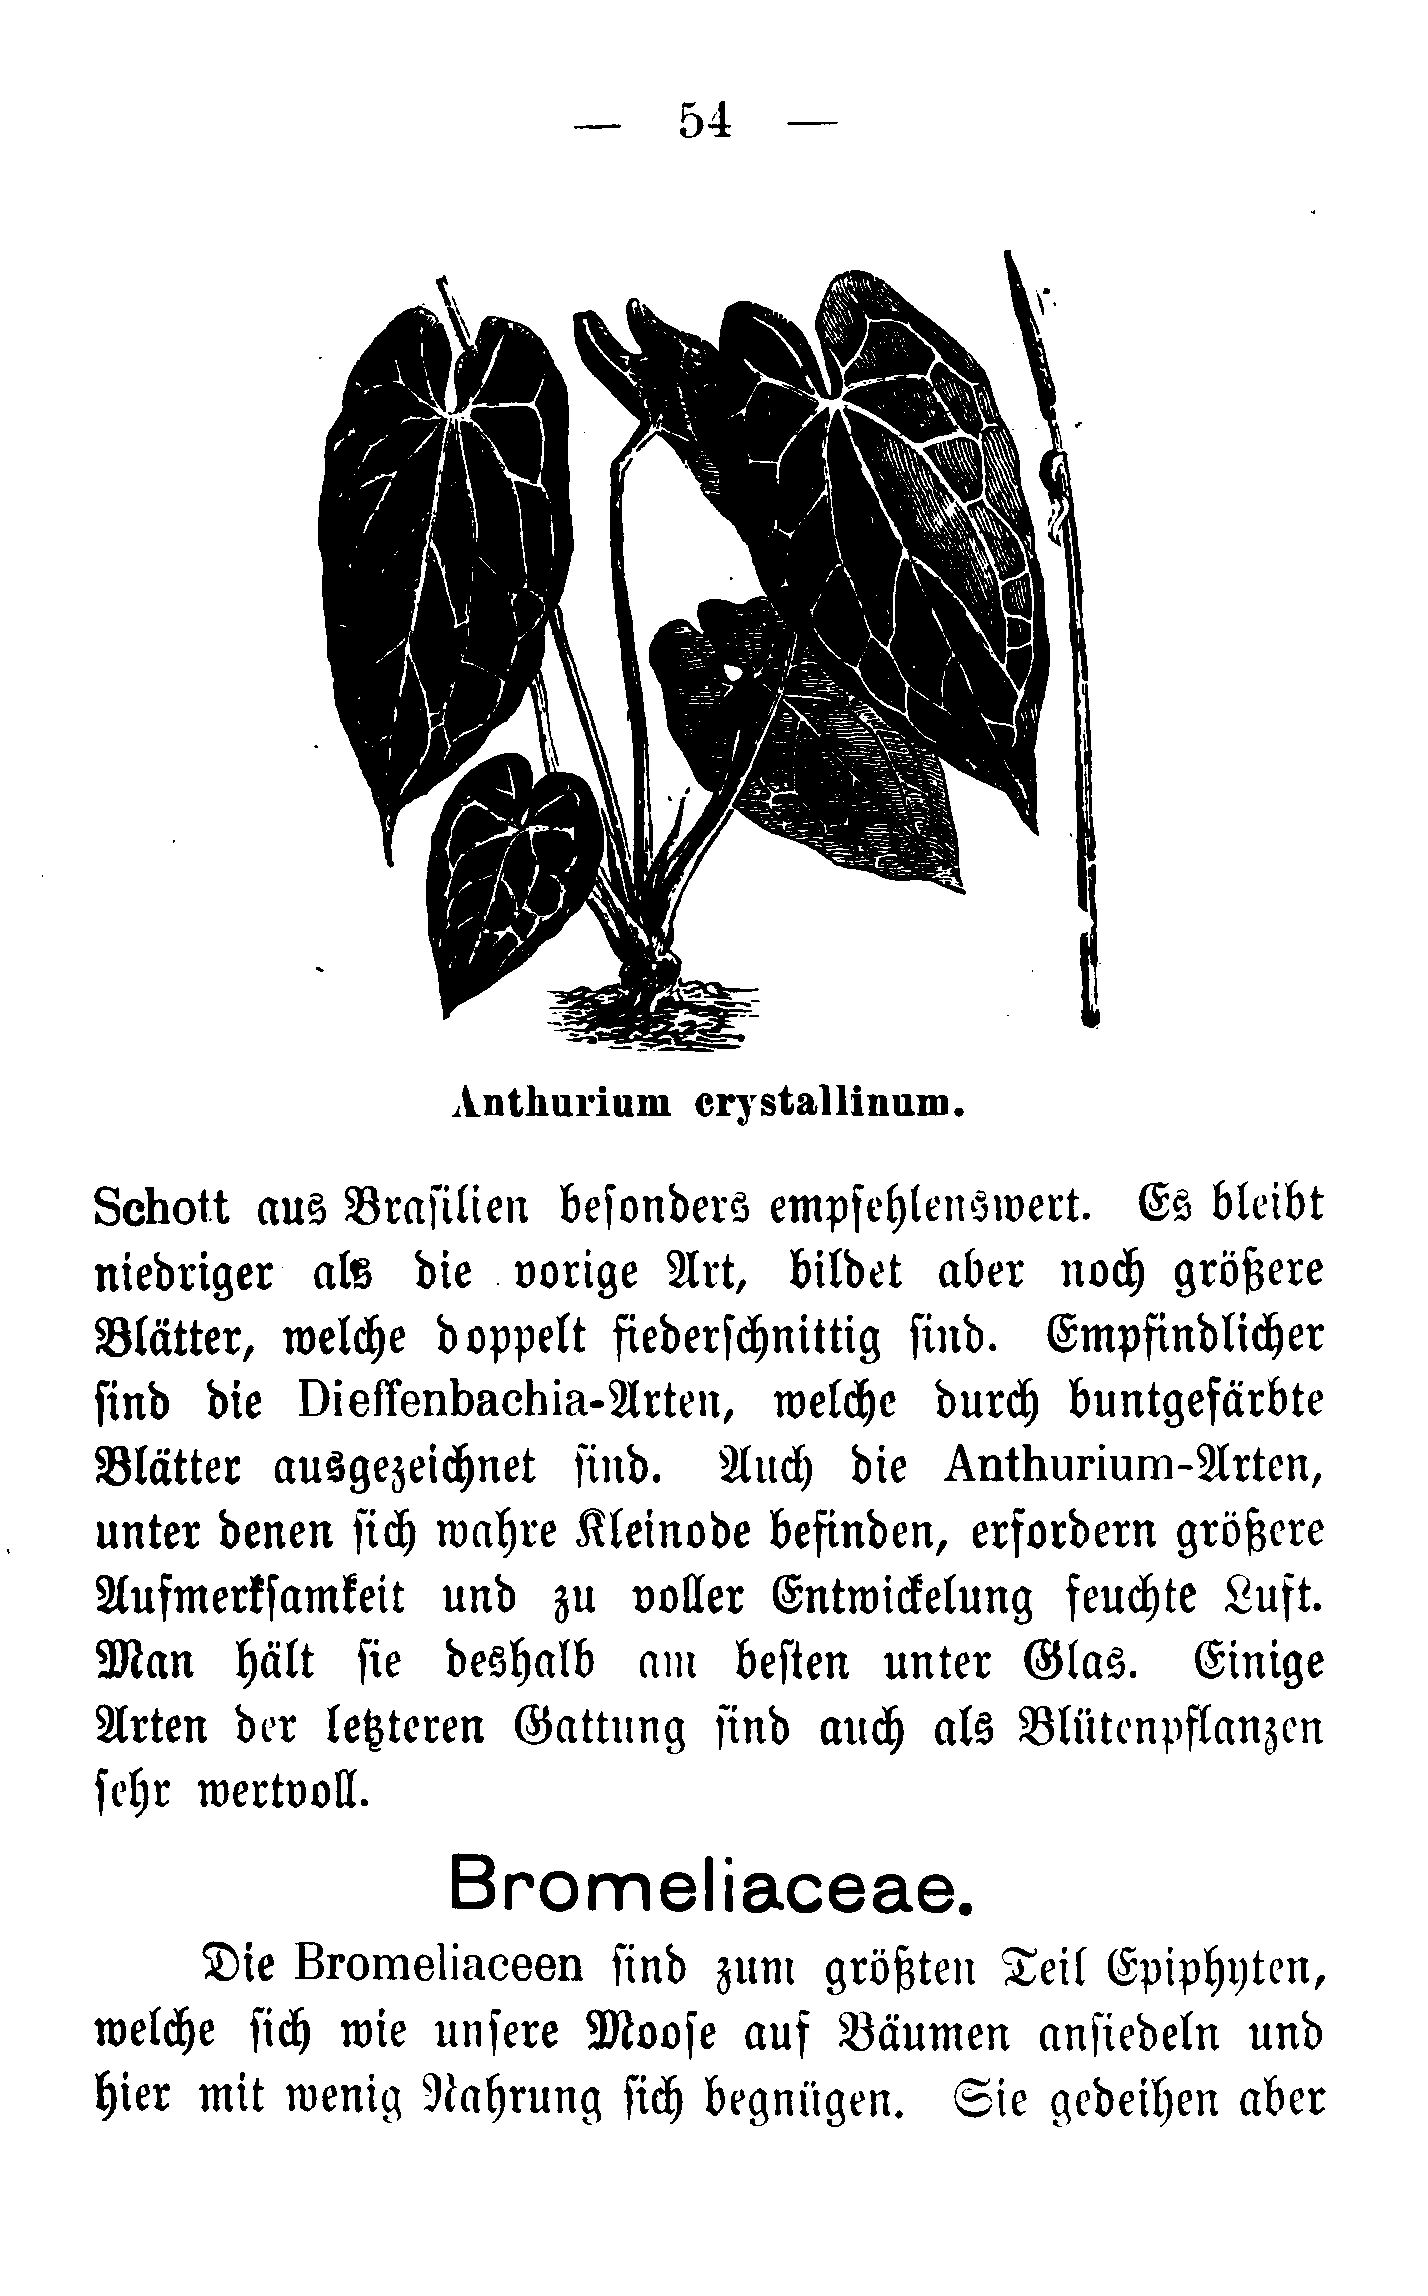 — 54 —
Anthurium crystallinum.
Schott aus Braſilien beſonders empfehlenswert. Es bleibt
niedriger als die vorige Art, bildet aber noch größere
Blätter, welche doppelt fiederſchnittig ſind. Empfindlicher
ſind die Dieffenbachia-Arten, welche durch buntgefärbte
Blätter ausgezeichnet ſind. Auch die Anthurium-Arten,
unter denen ſich wahre Kleinode befinden, erfordern größere
Aufmerkſamkeit und zu voller Entwickelung feuchte Luft.
Man hält ſie deshalb am beſten unter Glas. Einige
Arten der letzteren Gattung ſind auch als Blütenpflanzen
ſehr wertvoll.
Bromeliaceae.
Die Bromeliaceen ſind zum größten Teil Epiphyten,
welche ſich wie unſere Mooſe auf Bäumen anſiedeln und
hier mit wenig Nahrung ſich begnügen. Sie gedeihen aber